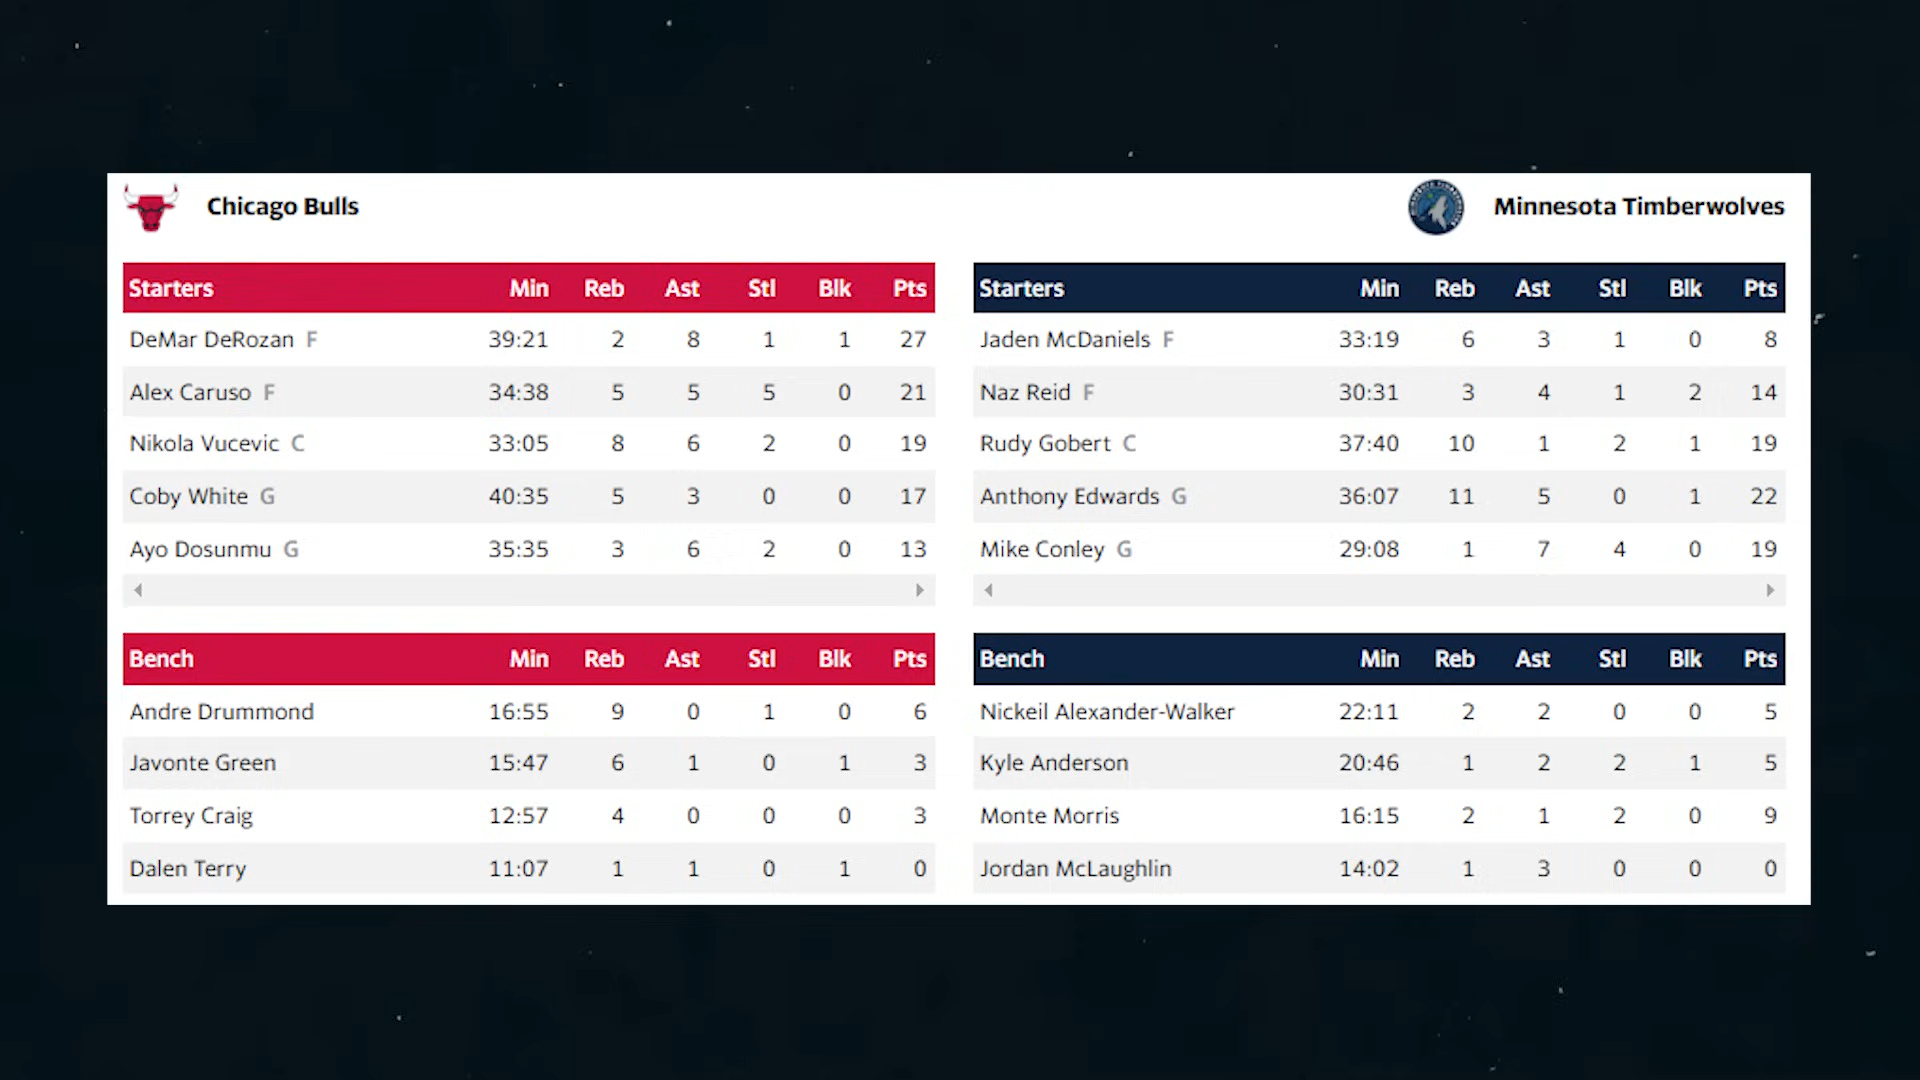 Chicago Bulls
Starters Min Reb Ast Stl Blk Pts
DeMar DeRozan F 39:21 2 8 1 1 27
Alex Caruso F 34:38 5 5 5 0 21
Nikola Vucevic C 33:05 8 6 2 0 19
Coby White G 40:35 5 3 0 0 17
Ayo Dosunmu G 35:35 3 6 2 0 13
Bench Min Reb Ast Stl Blk Pts
Andre Drummond 16:55 9 0 1 0 6
Javonte Green 15:47 6 1 0 1 3
Torrey Craig 12:57 4 0 0 0 3
Dalen Terry 11:07 1 1 0 1 0
Minnesota Timberwolves
Starters Min Reb Ast Stl Blk Pts
Jaden McDaniels F 33:19 6 3 1 0 8
Naz Reid F 30:31 3 4 1 2 14
Rudy Gobert C 37:40 10 1 2 1 19
Anthony Edwards G 36:07 11 5 0 1 22
Mike Conley G 29:08 1 7 4 0 19
Bench Min Reb Ast Stl Blk Pts
Nickeil Alexander-Walker 22:11 2 2 0 0 5
Kyle Anderson 20:46 1 2 2 1 5
Monte Morris 16:15 2 1 2 0 9
Jordan McLaughlin 14:02 1 3 0 0 0